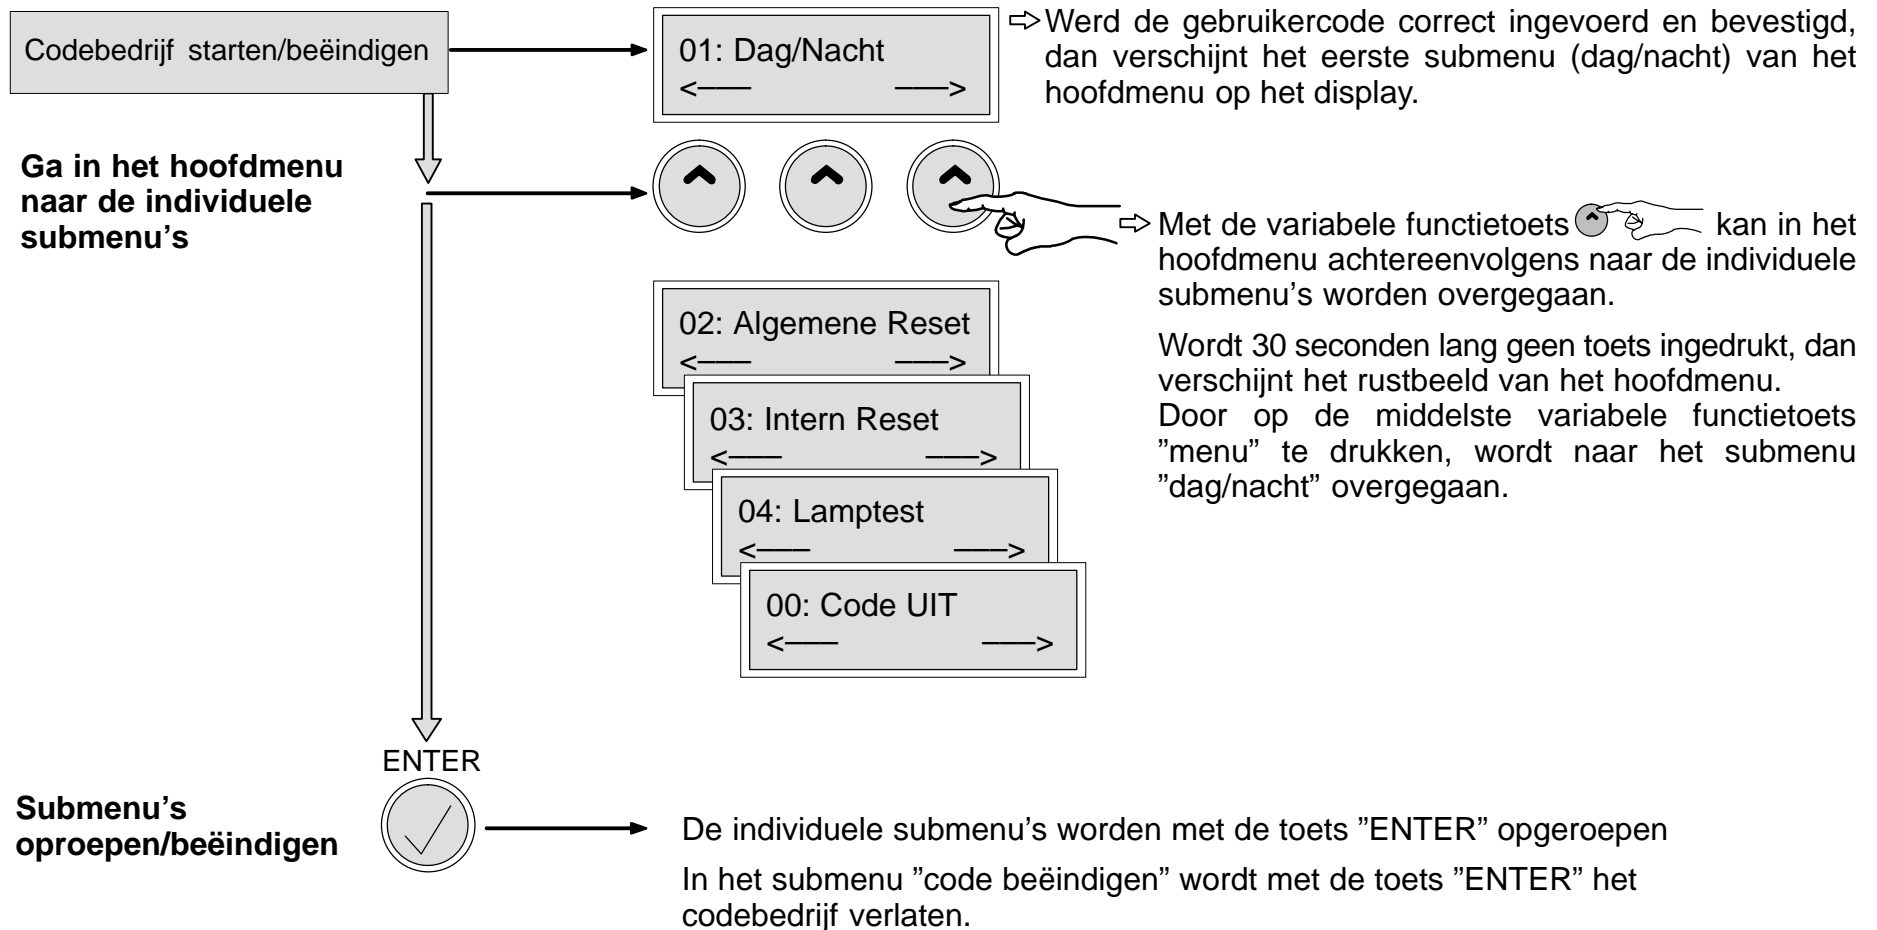 Codebedrijf starten/beëindigen
01: Dag/Nacht
<––– –––>
⇨Werd de gebruikercode correct ingevoerd en bevestigd,
dan verschijnt het eerste submenu (dag/nacht) van het
hoofdmenu op het display.
Ga in het hoofdmenu
naar de individuele
submenu's
⇨Met de variabele functietoets kan in het
hoofdmenu achtereenvolgens naar de individuele
submenu's worden overgegaan.
Wordt 30 seconden lang geen toets ingedrukt, dan
verschijnt het rustbeeld van het hoofdmenu.
Door op de middelste variabele functietoets
”menu” te drukken, wordt naar het submenu
”dag/nacht” overgegaan.
02: Algemene Reset
<––– –––>
03: Intern Reset
<––– –––>
04: Lamptest
<––– –––>
00: Code UIT
<––– –––>
ENTER
Submenu's
oproepen/beëindigen
De individuele submenu's worden met de toets ”ENTER” opgeroepen
In het submenu ”code beëindigen” wordt met de toets ”ENTER” het
codebedrijf verlaten.